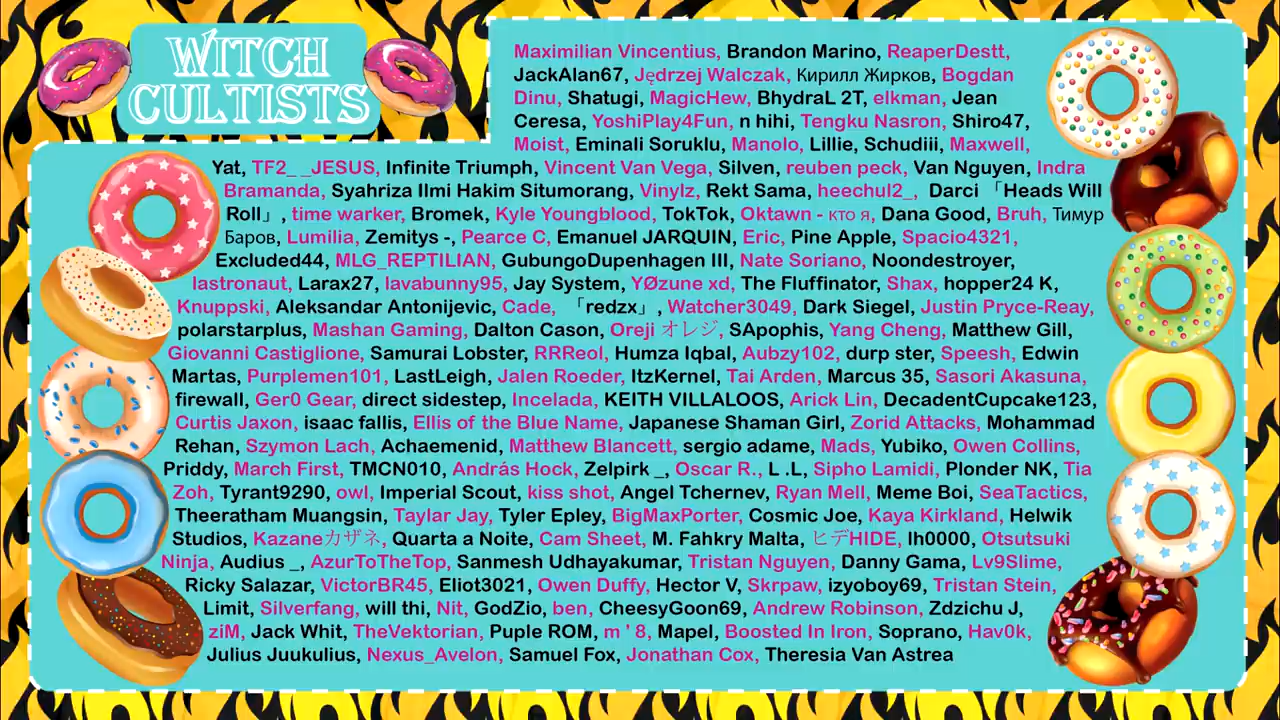 WITCH
CULTISTS
Maximilian Vincentius, Brandon Marino, ReaperDestt,
JackAlan67, Jędrzej Walczak, Кирилл Жирков, Bogdan
Dinu, Shatugi, MagicHew, BhydraL 2T, elkman, Jean
Ceresa, YoshiPlay4Fun, n hihi, Tengku Nasron, Shiro47,
Moist, Eminali Soruklu, Manolo, Lillie, Schudiii, Maxwell,
Yat, TF2_ _JESUS, Infinite Triumph, Vincent Van Vega, Silven, reuben peck, Van Nguyen, Indra
Bramanda, Syahriza Ilmi Hakim Situmorang, Vinylz, Rekt Sama, heechul2_, Darci 「Heads Will
Roll」, time warker, Bromek, Kyle Youngblood, TokTok, Oktawn - кто я, Dana Good, Bruh, Тимур
Баров, Lumilia, Zemitys -, Pearce C, Emanuel JARQUIN, Eric, Pine Apple, Spacio4321,
Excluded44, MLG_REPTILIAN, GubungoDupenhagen III, Nate Soriano, Noondestroyer,
lastronaut, Larax27, lavabunny95, Jay System, YØzune xd, The Fluffinator, Shax, hopper24 K,
Knuppski, Aleksandar Antonijevic, Cade, 「redzx」, Watcher3049, Dark Siegel, Justin Pryce-Reay,
polarstarplus, Mashan Gaming, Dalton Cason, Oreji オレジ, SApophis, Yang Cheng, Matthew Gill,
Giovanni Castiglione, Samurai Lobster, RRReol, Humza Iqbal, Aubzy102, durp ster, Speesh, Edwin
Martas, Purplemen101, LastLeigh, Jalen Roeder, ItzKernel, Tai Arden, Marcus 35, Sasori Akasuna,
firewall, Ger0 Gear, direct sidestep, Incelada, KEITH VILLALOOS, Arick Lin, DecadentCupcake123,
Curtis Jaxon, isaac fallis, Ellis of the Blue Name, Japanese Shaman Girl, Zorid Attacks, Mohammad
Rehan, Szymon Lach, Achaemenid, Matthew Blancett, sergio adame, Mads, Yubiko, Owen Collins,
Priddy, March First, TMCN010, András Hock, Zelpirk _, Oscar R., L .L, Sipho Lamidi, Plonder NK, Tia
Zoh, Tyrant9290, owl, Imperial Scout, kiss shot, Angel Tchernev, Ryan Mell, Meme Boi, SeaTactics,
Theeratham Muangsin, Taylar Jay, Tyler Epley, BigMaxPorter, Cosmic Joe, Kaya Kirkland, Helwik
Studios, Kazaneカザネ, Quarta a Noite, Cam Sheet, M. Fahkry Malta, ヒデHIDE, lh0000, Otsutsuki
Ninja, Audius _, AzurToTheTop, Sanmesh Udhayakumar, Tristan Nguyen, Danny Gama, Lv9Slime,
Ricky Salazar, VictorBR45, Eliot3021, Owen Duffy, Hector V, Skrpaw, izyoboy69, Tristan Stein,
Limit, Silverfang, will thi, Nit, GodZio, ben, CheesyGoon69, Andrew Robinson, Zdzichu J,
ziM, Jack Whit, TheVektorian, Puple ROM, m ' 8, Mapel, Boosted In Iron, Soprano, Hav0k,
Julius Juukulius, Nexus_Avelon, Samuel Fox, Jonathan Cox, Theresia Van Astrea